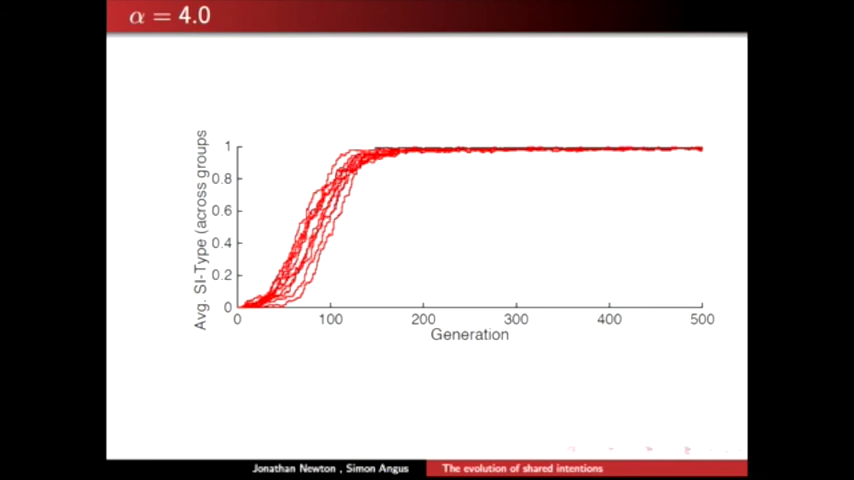 α = 4.0
Avg. SI-Type (across groups
1
0.8
0.6
0.4
0.2
0
0 100 200 300 400 500
Generation
Jonathan Newton , Simon Angus The evolution of shared intentions